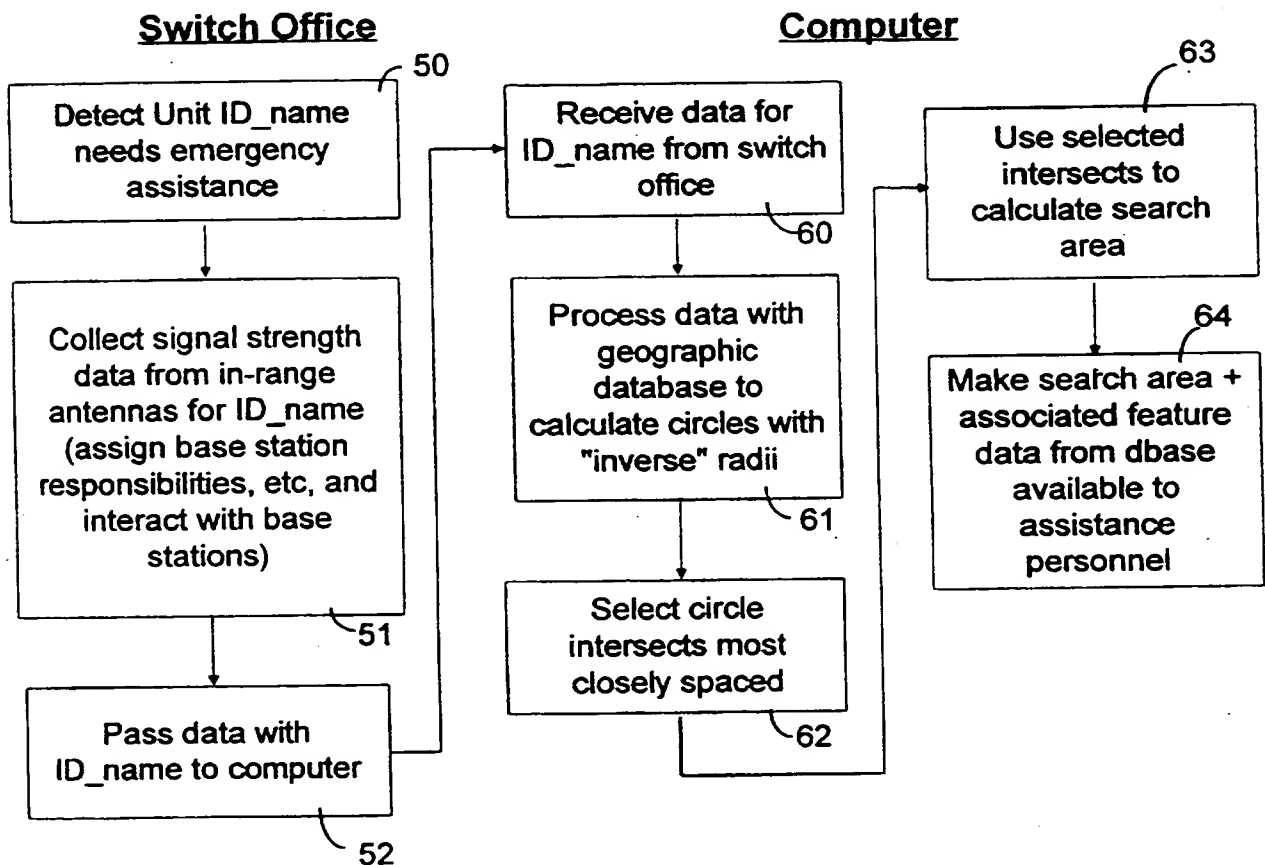 Switch Office
50
Detect Unit ID_name
needs emergency
assistance
Collect signal strength
data from in-range
antennas for ID_name
(assign base station
responsibilities, etc, and
interact with base
stations)
51
Pass data with
ID_name to computer
52
Computer
Receive data for
ID_name from switch
office
60
Process data with
geographic
database to
calculate circles with
"inverse" radii
61
Select circle
intersects most
closely spaced
62
63
Use selected
intersects to
calculate search
area
64
Make search area +
associated feature
data from dbase
available to
assistance
personnel